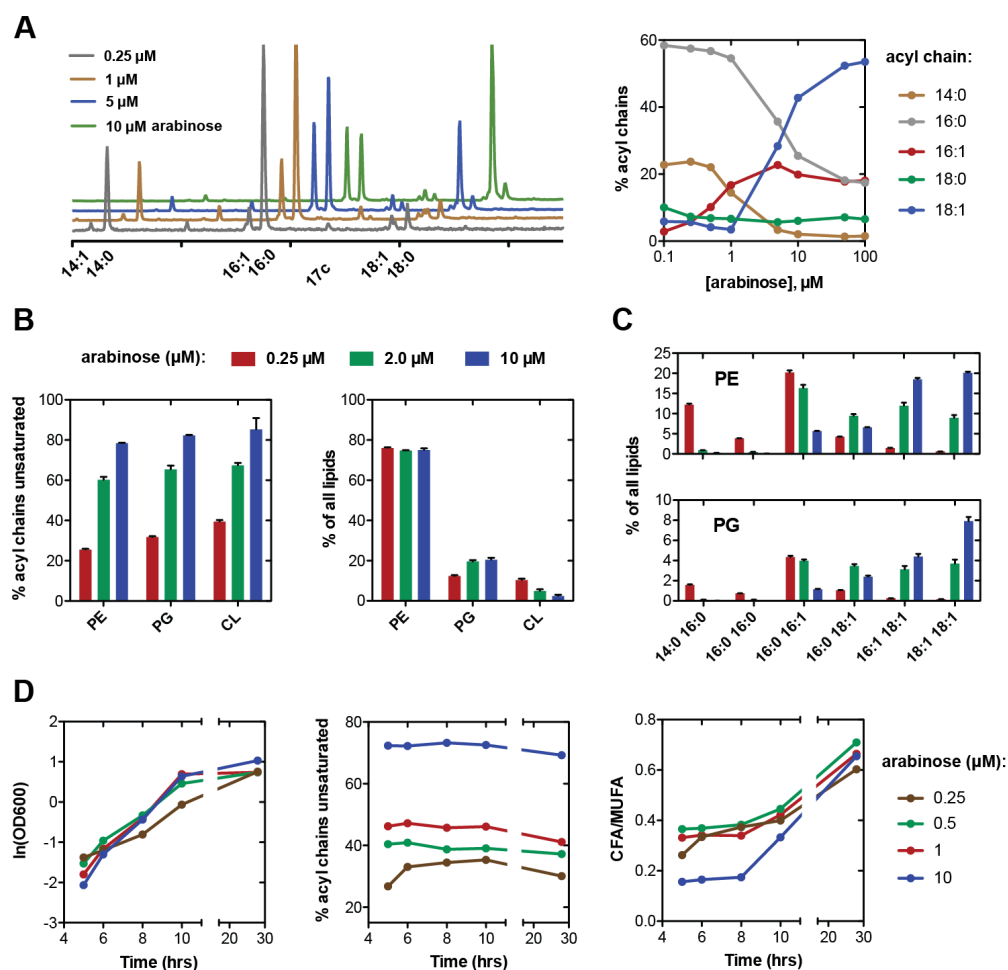 A
0.25 µM
1 µM
5 µM
10 µM arabinose
14:1
14:0
16:1
16:0
17c
18:1
18:0
% acyl chains
60
40
20
0
0.1
1
10
100
[arabinose], µM
acyl chain:
14:0
16:0
16:1
18:0
18:1
B
arabinose (µM):
0.25 µM
2.0 µM
10 µM
% acyl chains unsaturated
100
80
60
40
20
0
PE
PG
CL
% of all lipids
100
80
60
40
20
0
PE
PG
CL
C
% of all lipids
PE
25
20
15
10
5
0
PG
10
8
6
4
2
0
14:0 16:0
16:0 16:0
16:0 16:1
16:0 18:1
16:1 18:1
18:1 18:1
D
ln(OD600)
2
1
0
-1
-2
-3
4
6
8
10
20
30
Time (hrs)
% acyl chains unsaturated
80
60
40
20
4
6
8
10
20
30
Time (hrs)
CFA/MUFA
0.8
0.6
0.4
0.2
0.0
4
6
8
10
20
30
Time (hrs)
arabinose (µM):
0.25
0.5
1
10